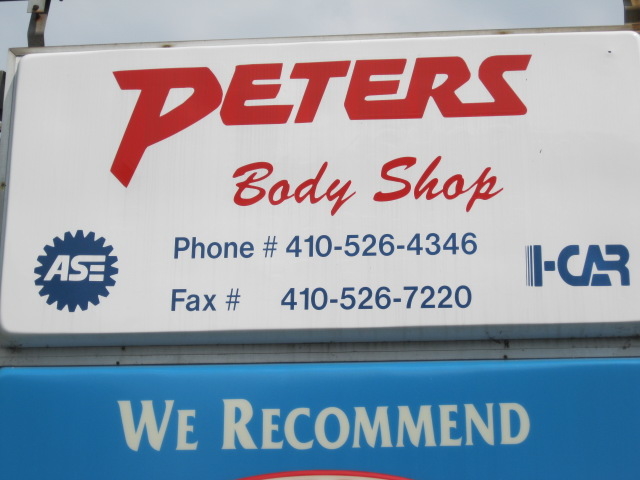 PETERS
Body Shop
Phone # 410-526-4346
Fax # 410-526-7220
ASE
I-CAR
WE RECOMMEND